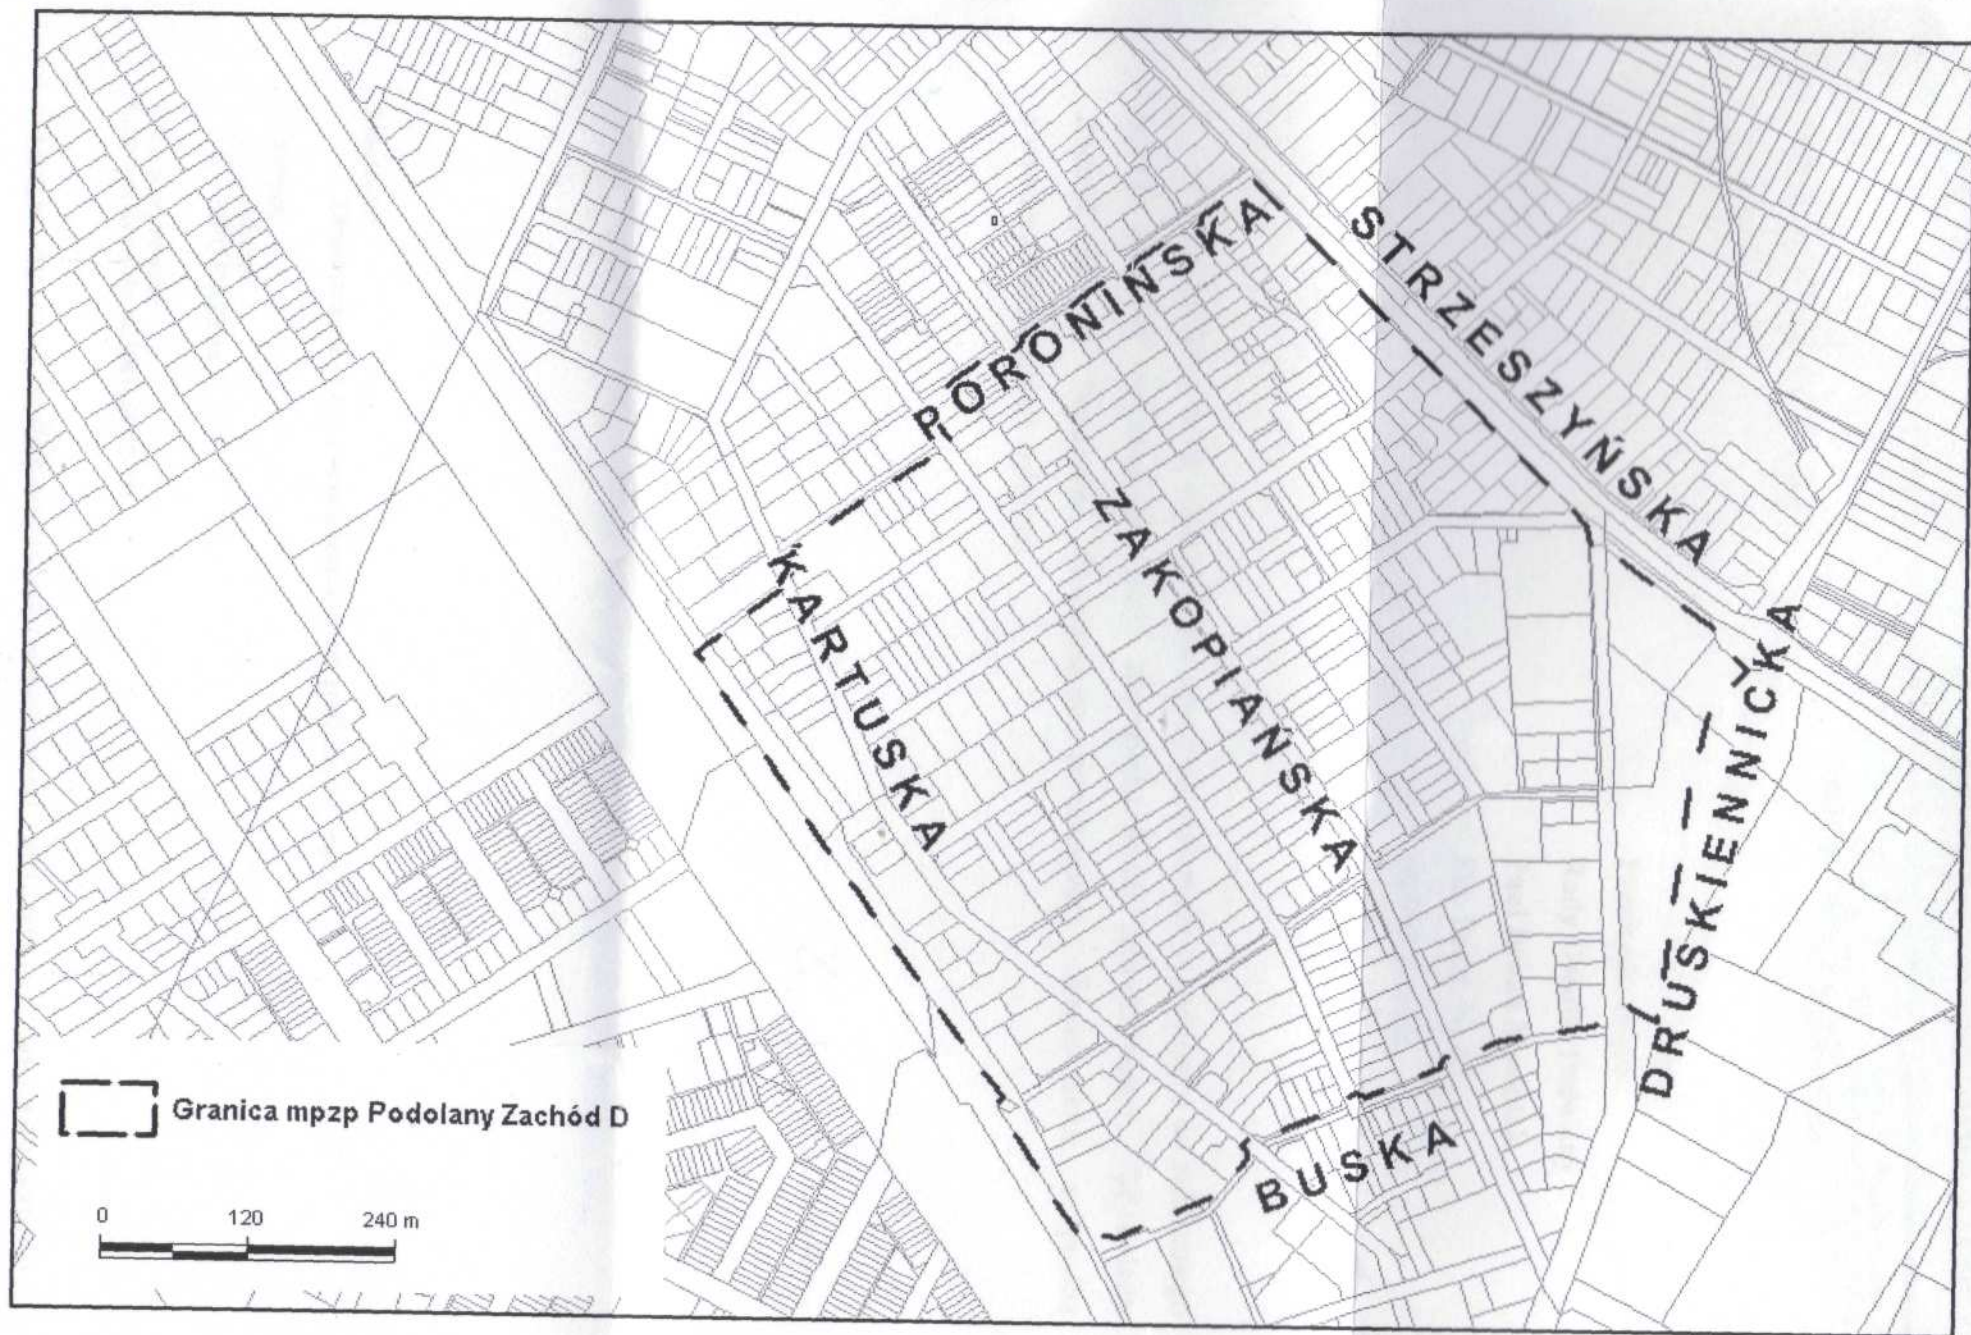 PORONIŃSKA
STRZESZYŃSKA
ZAKOPIAŃSKA
KARTUSKA
DRUSKIENNICKA
BUSKA
Granica mpzp Podolany Zachód D
0 120 240 m